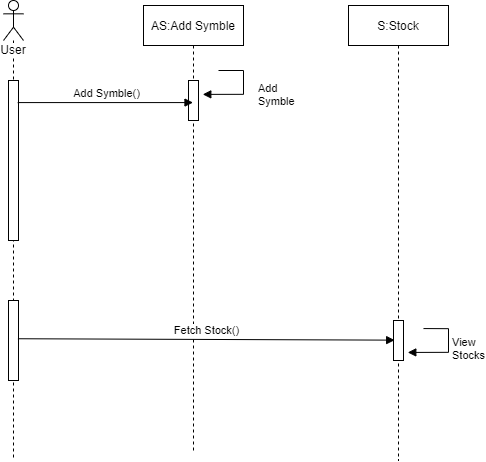 User
AS:Add Symble
S:Stock
Add Symble()
Add
Symble
Fetch Stock()
View
Stocks